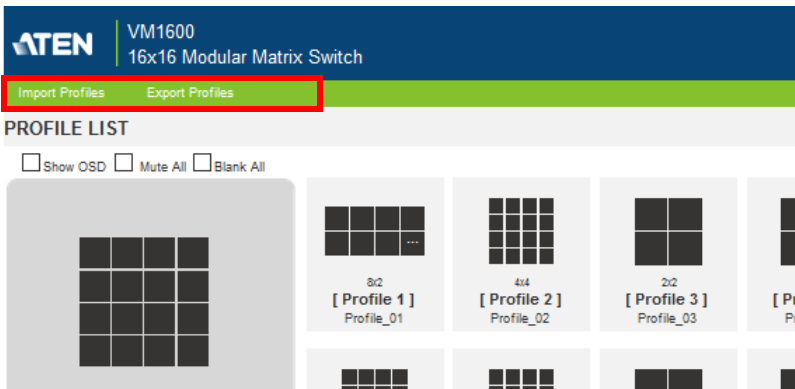 ATEN
VM1600
16x16 Modular Matrix Switch
Import Profiles Export Profiles
PROFILE LIST
Show OSD Mute All Blank All
...
8x2 4x4 2x2
[ Profile 1 ] [ Profile 2 ] [ Profile 3 ]
Profile_01 Profile_02 Profile_03